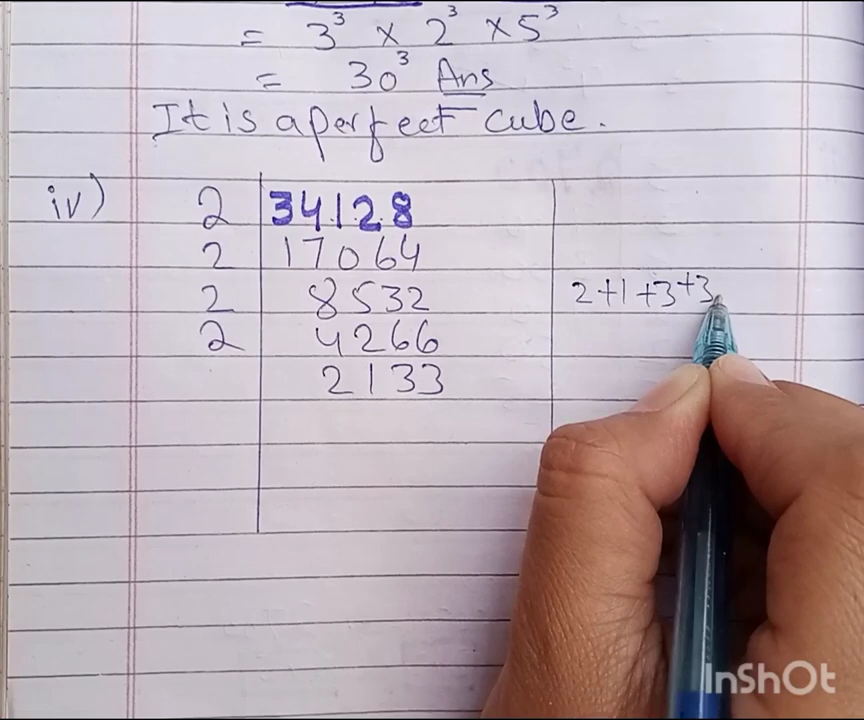 = 3³ × 2³ × 5³
= 30³ Ans
It is a perfect cube.
iv) 2 34128
2 17064
2 8532 2+1+3+3
2 4266
2133
InShOt